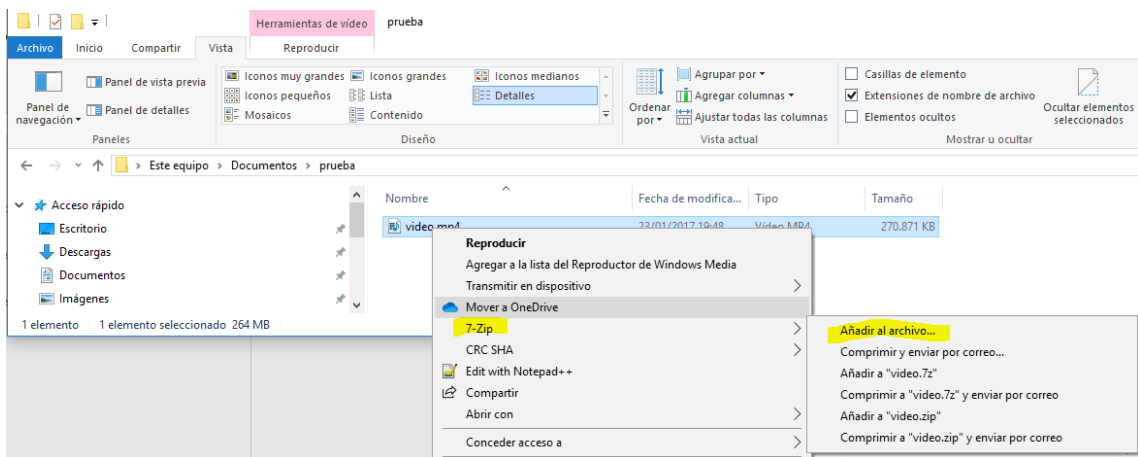 Herramientas de vídeo prueba
Archivo Inicio Compartir Vista Reproducir
Panel de navegación
Panel de vista previa
Panel de detalles
Paneles
Iconos muy grandes Iconos grandes Iconos medianos
Iconos pequeños Lista Detalles
Mosaicos Contenido
Diseño
Ordenar por
Agrupar por
Agregar columnas
Ajustar todas las columnas
Vista actual
Casillas de elemento
Extensiones de nombre de archivo
Elementos ocultos
Ocultar elementos seleccionados
Mostrar u ocultar
Este equipo > Documentos > prueba
Acceso rápido
Escritorio
Descargas
Documentos
Imágenes
Nombre Fecha de modifica... Tipo Tamaño
video.mp4 23/01/2017 19:48 Vídeo MP4 270.871 KB
1 elemento 1 elemento seleccionado 264 MB
Reproducir
Agregar a la lista del Reproductor de Windows Media
Transmitir en dispositivo
Mover a OneDrive
7-Zip
CRC SHA
Edit with Notepad++
Compartir
Abrir con
Conceder acceso a
Añadir al archivo...
Comprimir y enviar por correo...
Añadir a "video.7z"
Comprimir a "video.7z" y enviar por correo
Añadir a "video.zip"
Comprimir a "video.zip" y enviar por correo